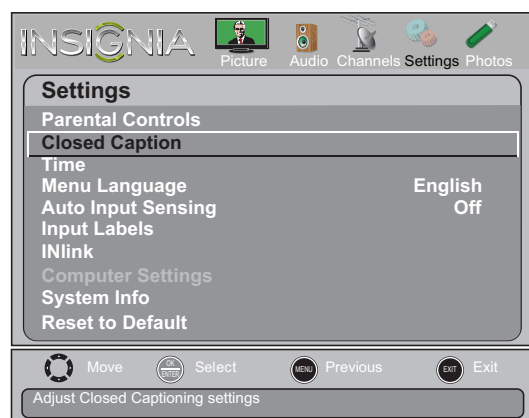 INSIGNIA
Picture Audio Channels Settings Photos
Settings
Parental Controls
Closed Caption
Time
Menu Language English
Auto Input Sensing Off
Input Labels
INlink
Computer Settings
System Info
Reset to Default
Move OK ENTER Select MENU Previous EXIT Exit
Adjust Closed Captioning settings